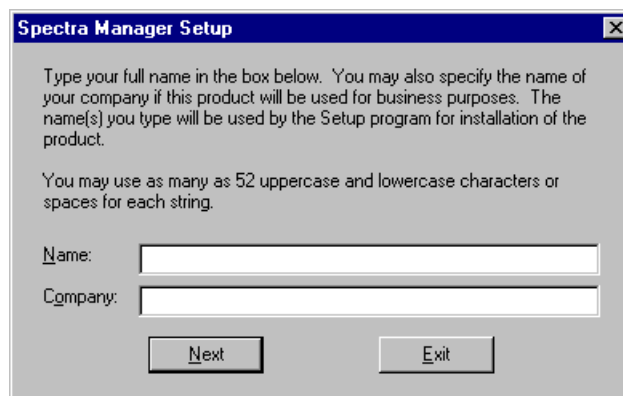 Spectra Manager Setup
Type your full name in the box below. You may also specify the name of
your company if this product will be used for business purposes. The
name(s) you type will be used by the Setup program for installation of the
product.
You may use as many as 52 uppercase and lowercase characters or
spaces for each string.
Name:
Company:
Next Exit